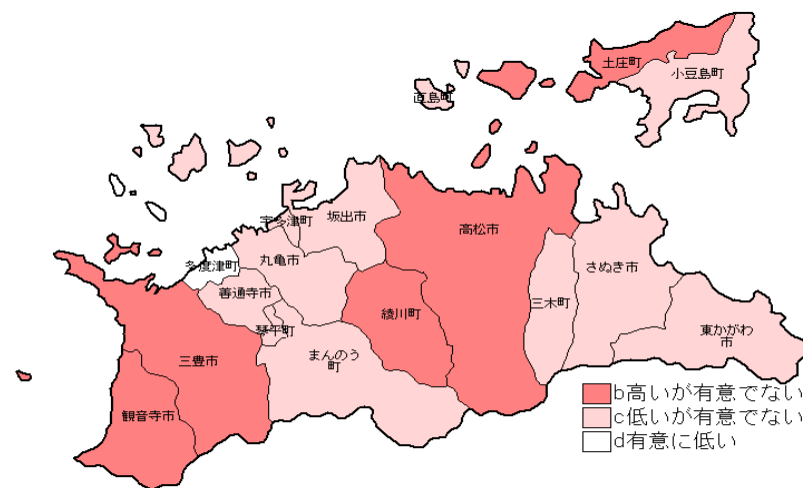 土庄町
小豆島町
直島町
宇多津町
坂出市
高松市
多度津町
丸亀市
さぬき市
善通寺市
三木町
綾川町
琴平町
東かがわ
市
まんのう
町
三豊市
観音寺市
b高いが有意でない
c低いが有意でない
d有意に低い